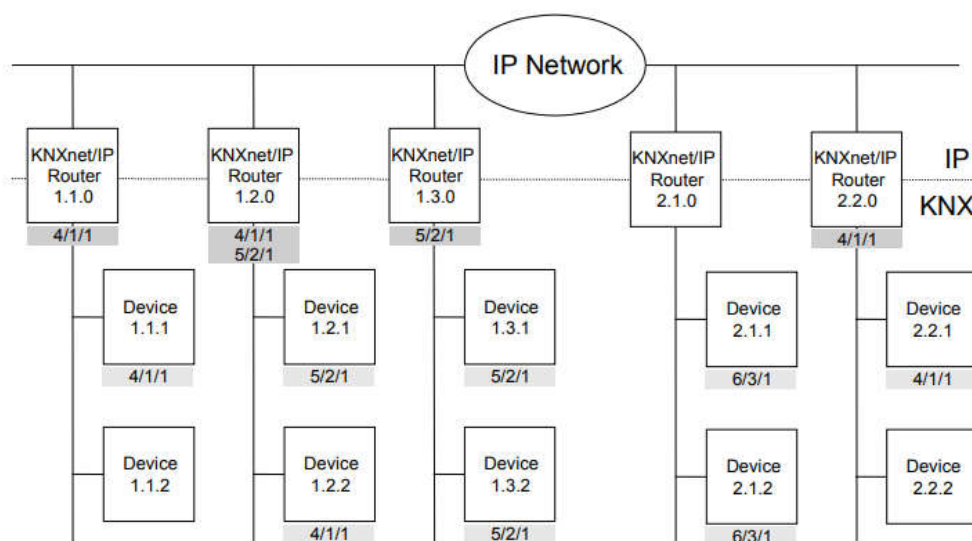 IP Network
KNXnet/IP
Router
1.1.0
KNXnet/IP
Router
1.2.0
KNXnet/IP
Router
1.3.0
KNXnet/IP
Router
2.1.0
KNXnet/IP
Router
2.2.0
IP
KNX
4/1/1
4/1/1
5/2/1
5/2/1
4/1/1
Device
1.1.1
Device
1.2.1
Device
1.3.1
Device
2.1.1
Device
2.2.1
4/1/1
5/2/1
5/2/1
6/3/1
4/1/1
Device
1.1.2
Device
1.2.2
Device
1.3.2
Device
2.1.2
Device
2.2.2
4/1/1
5/2/1
6/3/1